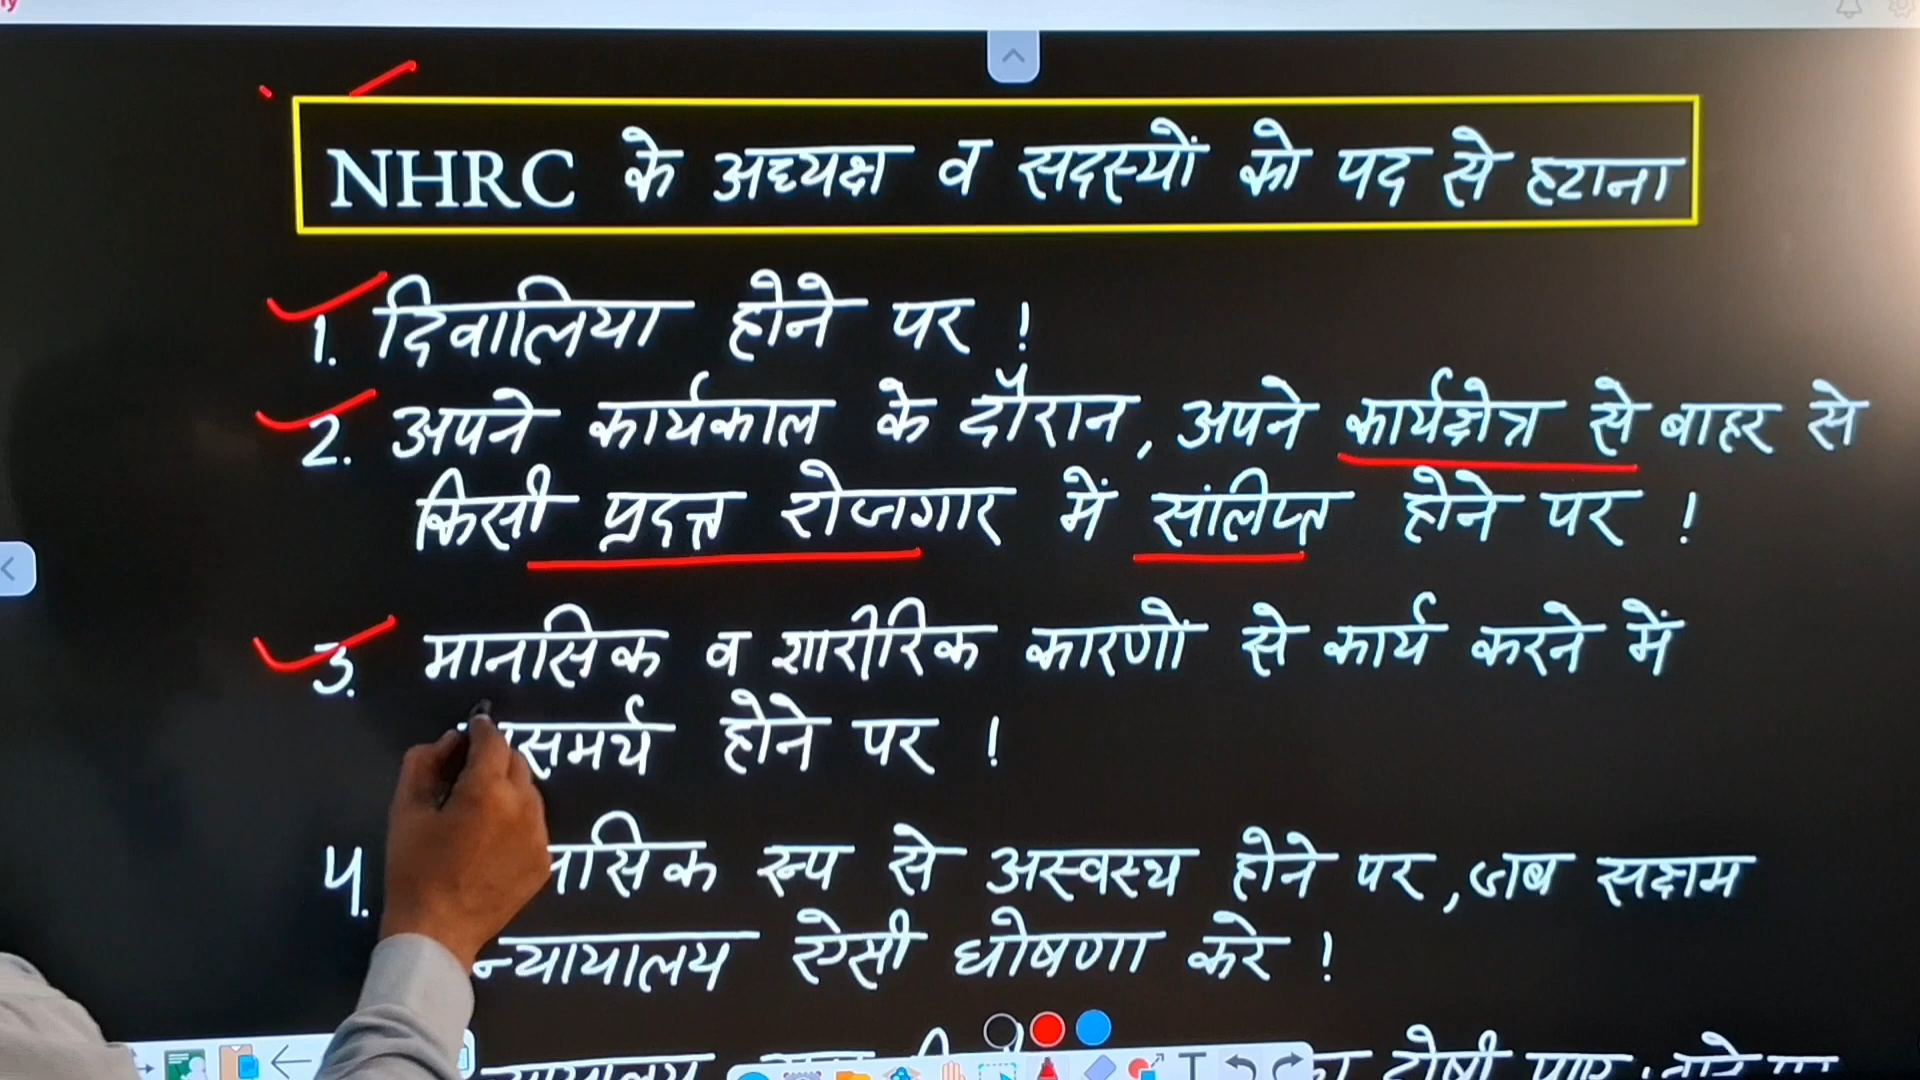 NHRC के अध्यक्ष व सदस्यों को पद से हटाना
1. दिवालिया होने पर !
2. अपने कार्यकाल के दौरान, अपने कार्यक्षेत्र से बाहर से
किसी प्रदत्त रोजगार में संलिप्त होने पर !
3. मानसिक व शारीरिक कारणों से कार्य करने में
होने पर !
4. रूप से अस्वस्थ होने पर, जब सक्षम
न्यायालय ऐसी घोषणा करे !